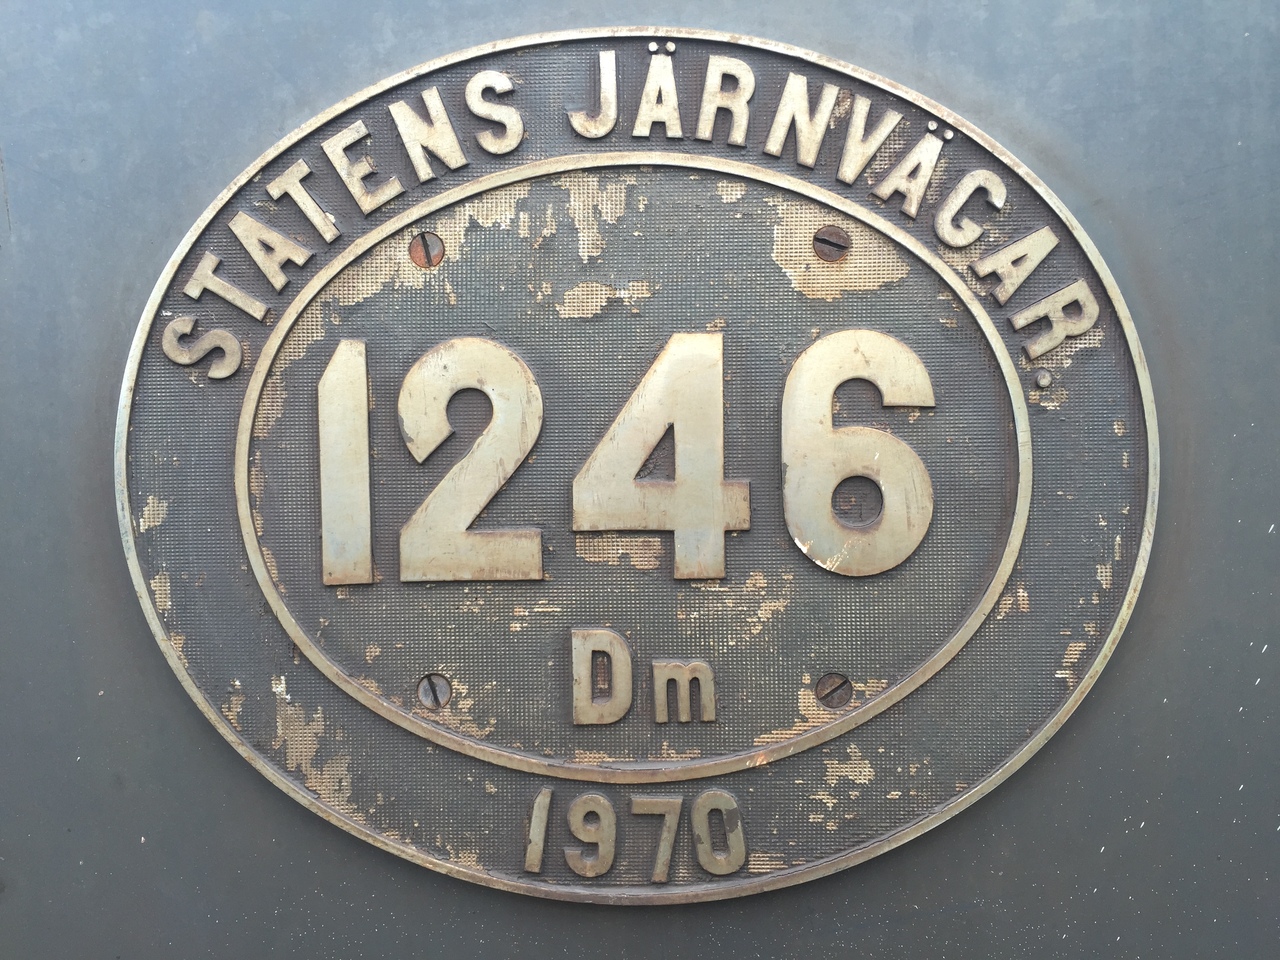 STATENS JÄRNVÄGAR.
1246
Dm
1970